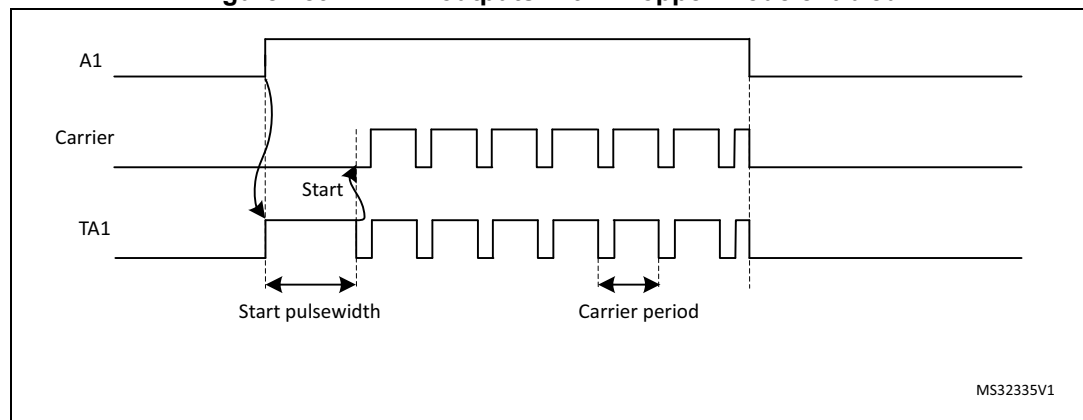 A1
Carrier
Start
TA1
Start pulsewidth
Carrier period
MS32335V1